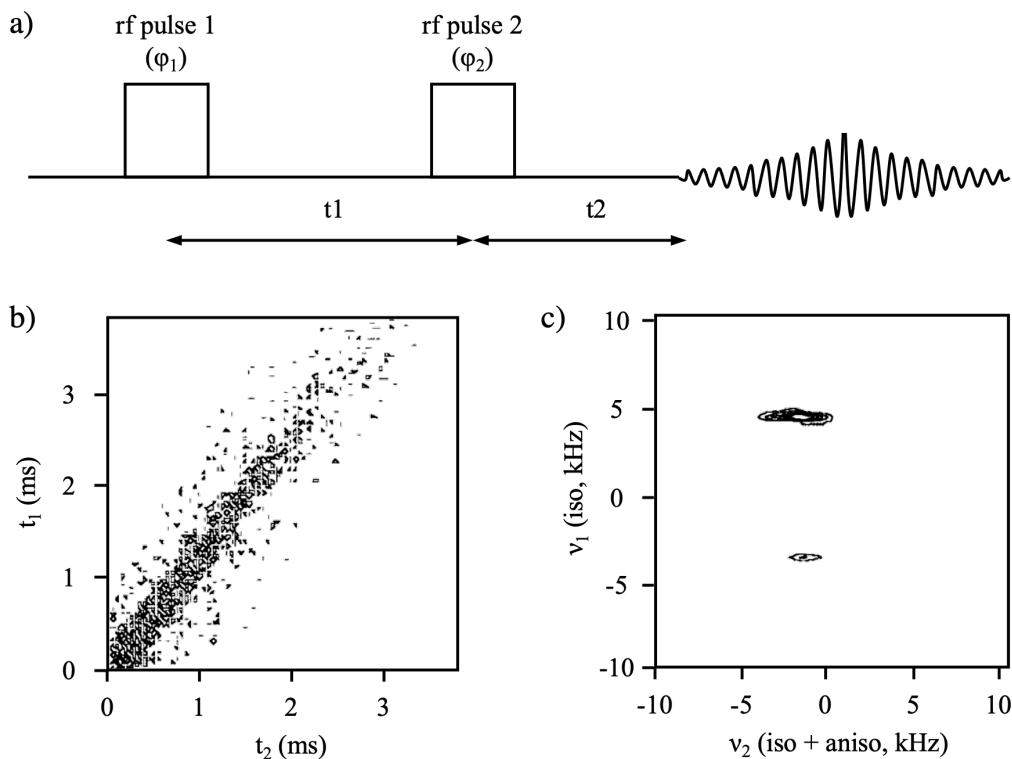 a)
rf pulse 1
(φ₁)
rf pulse 2
(φ₂)
t1
t2
b)
3
2
1
0
t₁ (ms)
0
1
2
3
t₂ (ms)
c)
10
5
0
-5
-10
ν₁ (iso, kHz)
-10
-5
0
5
10
ν₂ (iso + aniso, kHz)